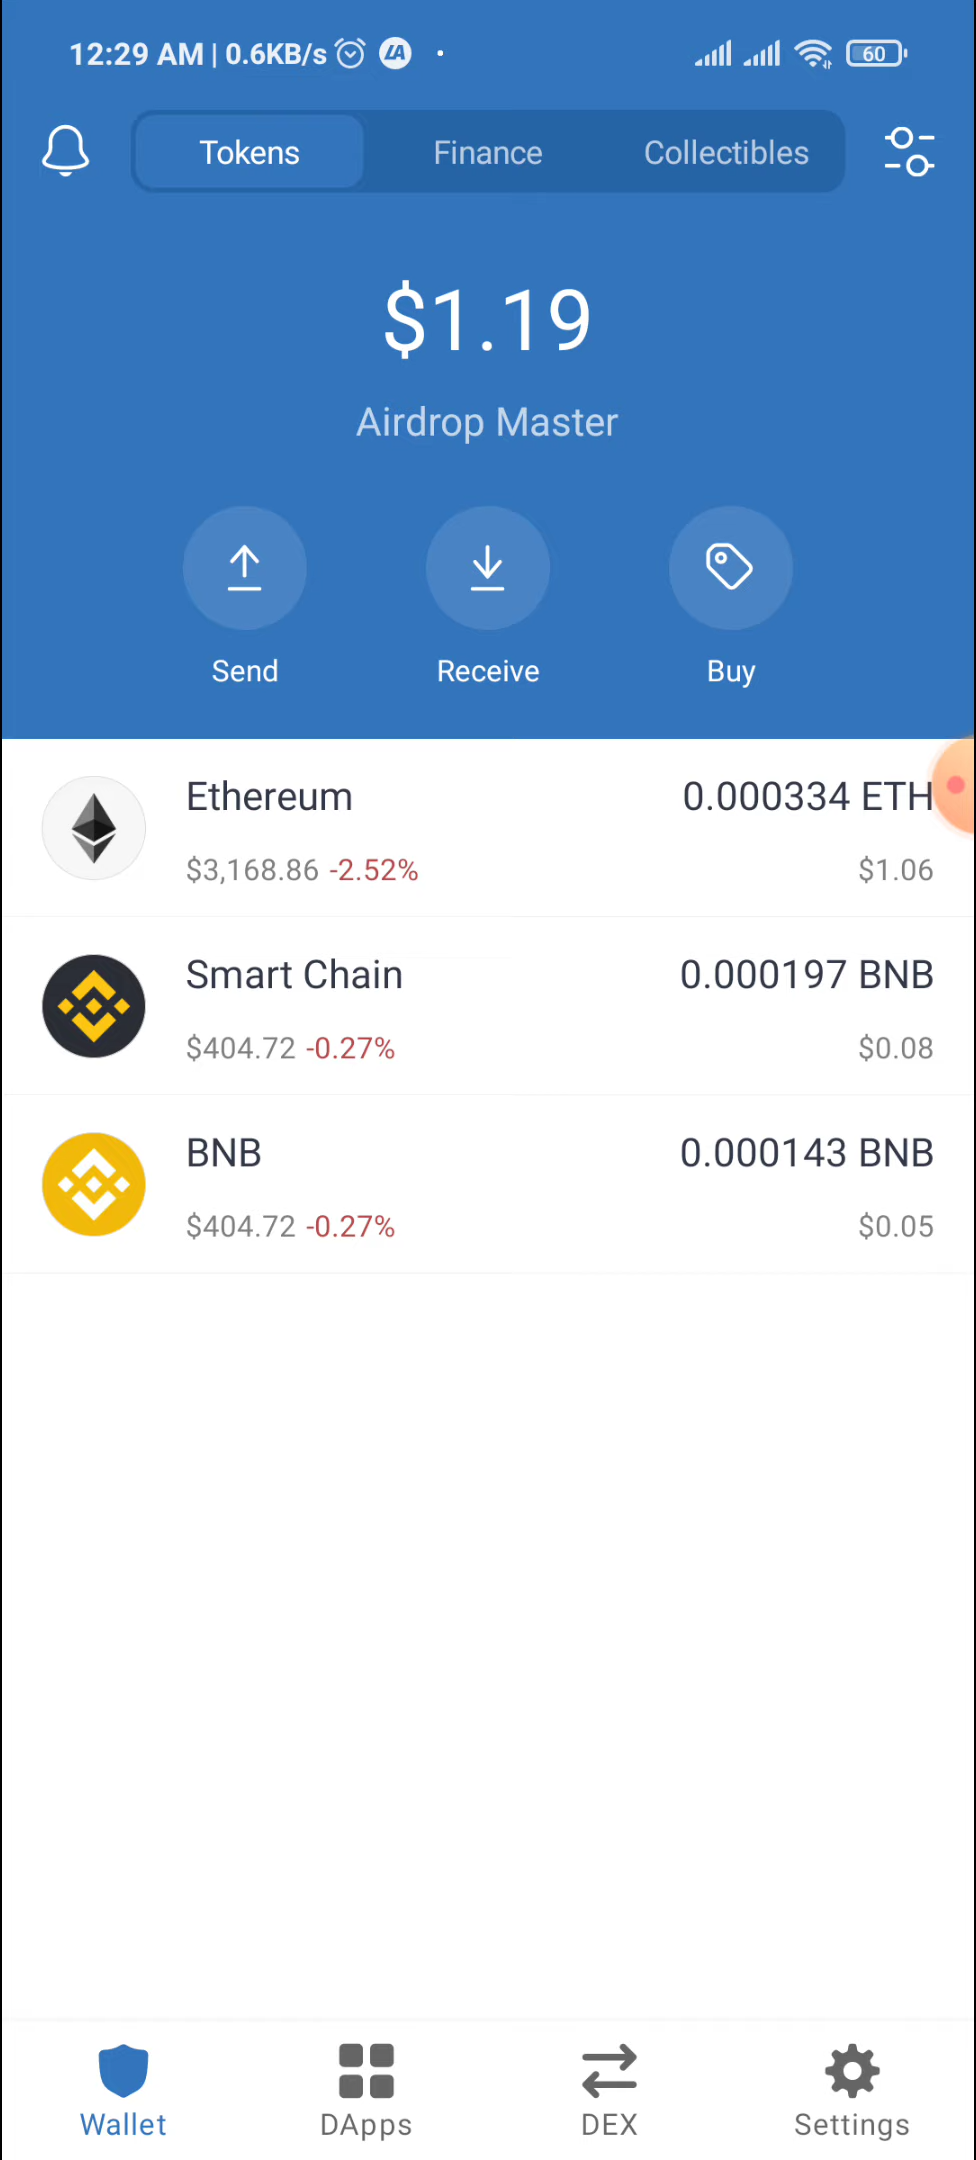 12:29 AM | 0.6KB/s 60
Tokens Finance Collectibles
$1.19
Airdrop Master
Send Receive Buy
Ethereum 0.000334 ETH
$3,168.86 -2.52% $1.06
Smart Chain 0.000197 BNB
$404.72 -0.27% $0.08
BNB 0.000143 BNB
$404.72 -0.27% $0.05
Wallet DApps DEX Settings